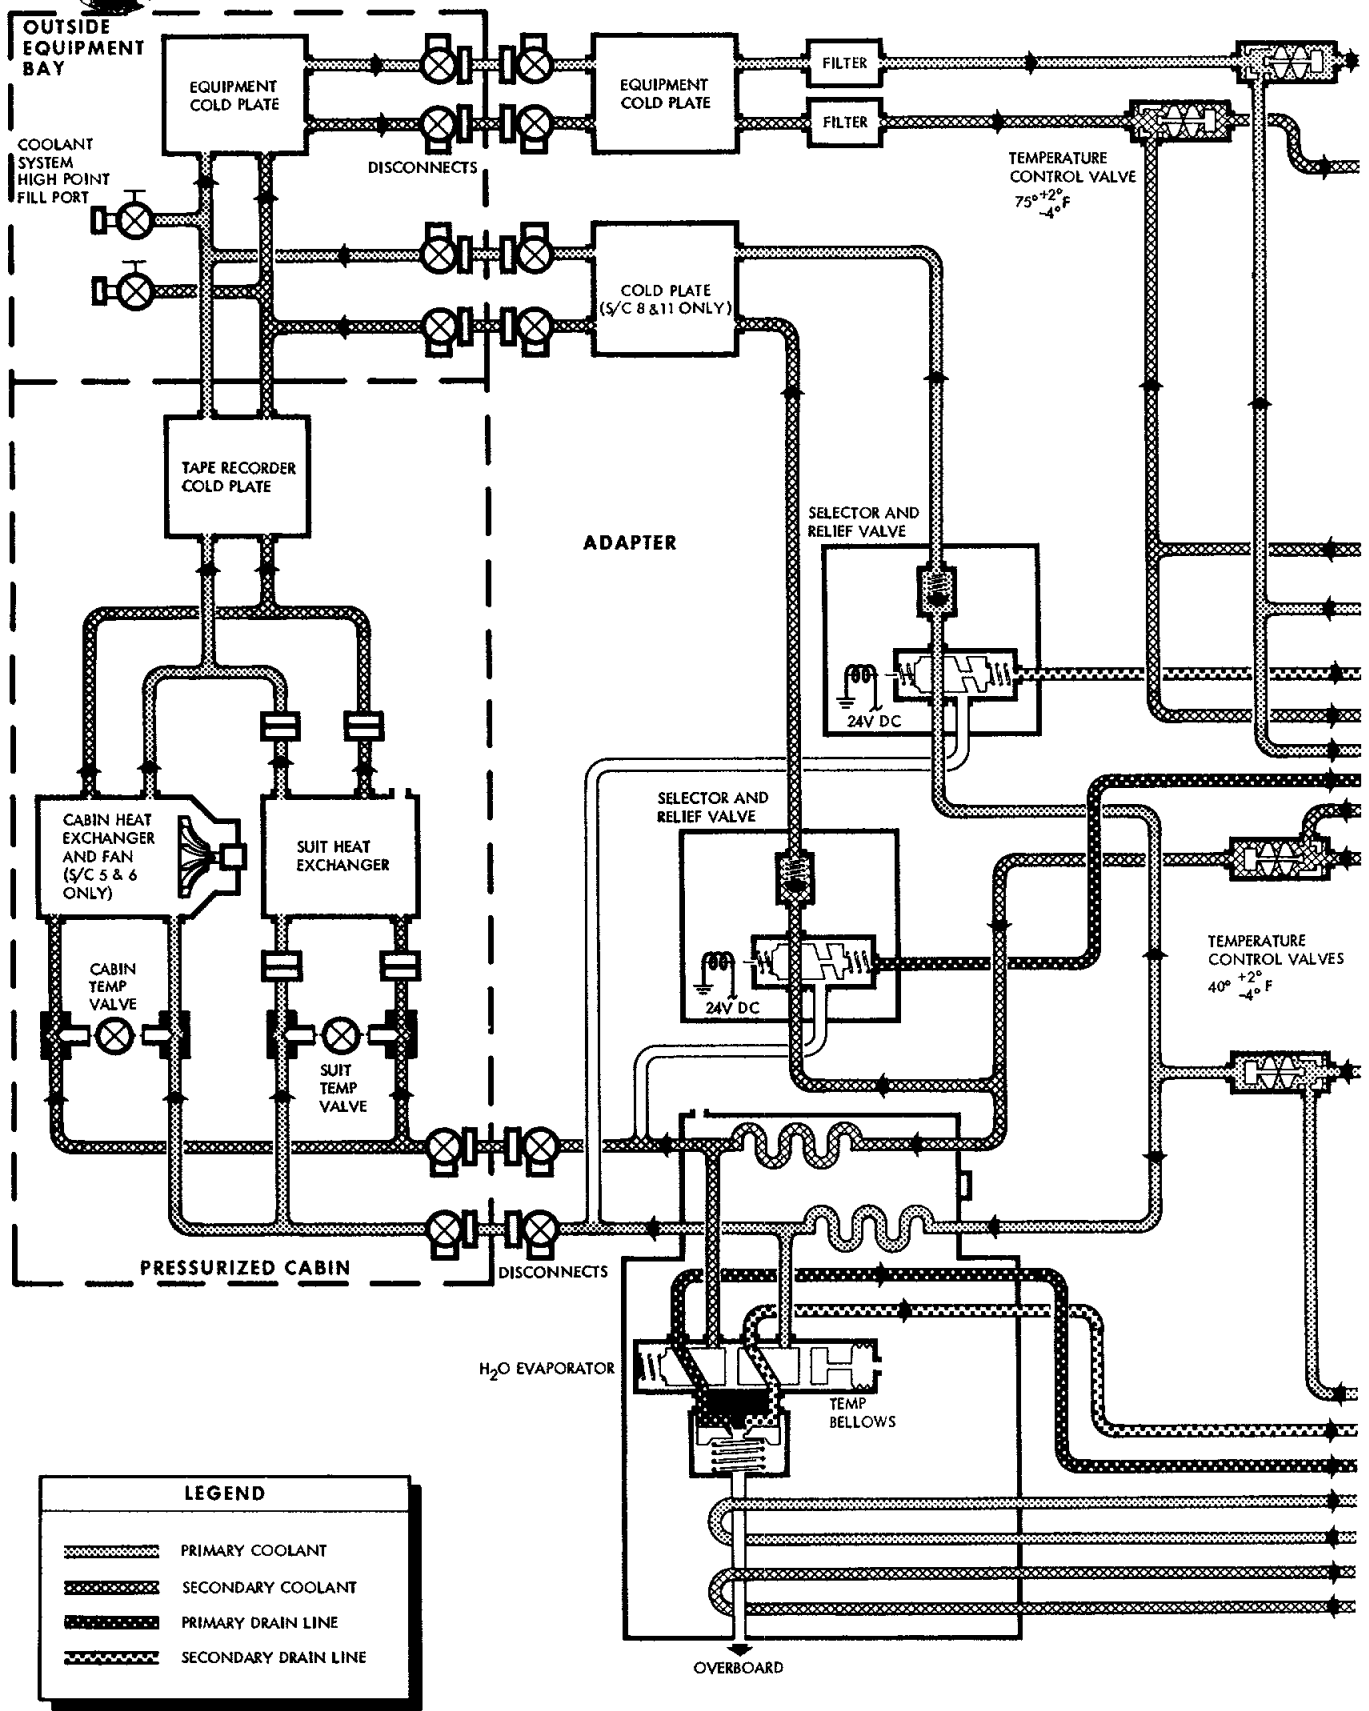 OUTSIDE
EQUIPMENT
BAY
EQUIPMENT
COLD PLATE
EQUIPMENT
COLD PLATE
FILTER
FILTER
COOLANT
SYSTEM
HIGH POINT
FILL PORT
DISCONNECTS
TEMPERATURE
CONTROL VALVE
75° +2°
-4° F
COLD PLATE
(S/C 8 & 11 ONLY)
TAPE RECORDER
COLD PLATE
ADAPTER
SELECTOR AND
RELIEF VALVE
24V DC
SELECTOR AND
RELIEF VALVE
24V DC
CABIN HEAT
EXCHANGER
AND FAN
(S/C 5 & 6
ONLY)
SUIT HEAT
EXCHANGER
CABIN
TEMP
VALVE
SUIT
TEMP
VALVE
TEMPERATURE
CONTROL VALVES
40° +2°
-4° F
PRESSURIZED CABIN
DISCONNECTS
H2O EVAPORATOR
TEMP
BELLOWS
OVERBOARD
LEGEND
PRIMARY COOLANT
SECONDARY COOLANT
PRIMARY DRAIN LINE
SECONDARY DRAIN LINE